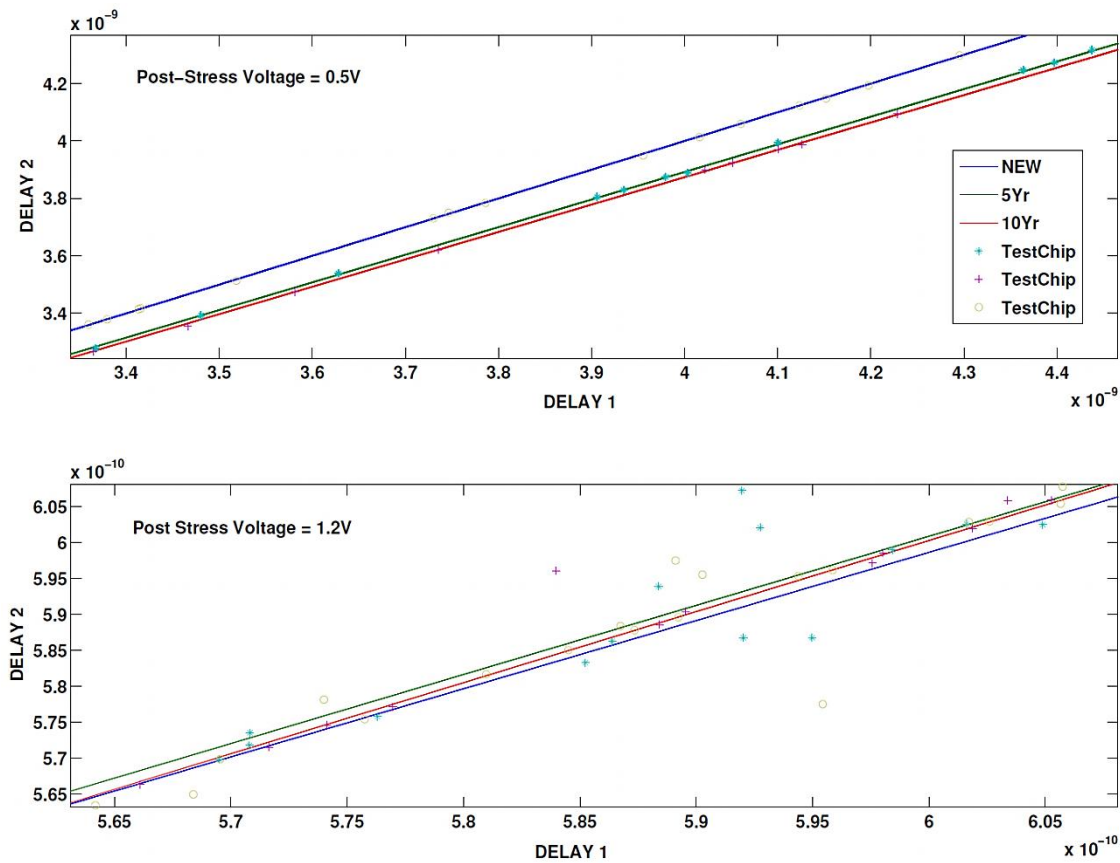 x 10⁻⁹
Post-Stress Voltage = 0.5V
4.2
4
3.8
3.6
3.4
DELAY 2
NEW
5Yr
10Yr
TestChip
TestChip
TestChip
3.4 3.5 3.6 3.7 3.8 3.9 4 4.1 4.2 4.3 4.4
DELAY 1
x 10⁻⁹
x 10⁻¹⁰
Post Stress Voltage = 1.2V
6.05
6
5.95
5.9
5.85
5.8
5.75
5.7
5.65
DELAY 2
5.65 5.7 5.75 5.8 5.85 5.9 5.95 6 6.05
DELAY 1
x 10⁻¹⁰